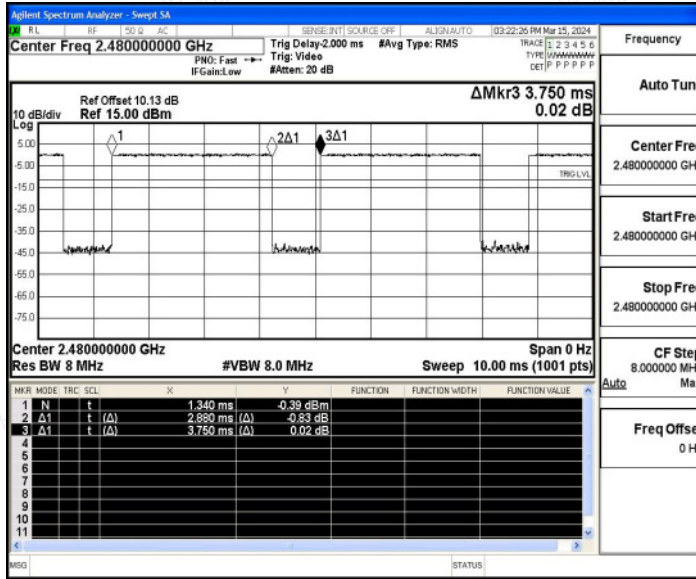 Agilent Spectrum Analyzer - Swept SA
RL RF 50 Ω AC SENSE:INT SOURCE OFF ALIGNAUTO 03:22:26 PM Mar 15, 2024
Center Freq 2.480000000 GHz
PNO: Fast
IFGain:Low
Trig Delay-2.000 ms
Trig: Video
#Atten: 20 dB
#Avg Type: RMS
TRACE 1 2 3 4 5 6
TYPE
DET P P P P P P
Ref Offset 10.13 dB
10 dB/div Ref 15.00 dBm
Log
ΔMkr3 3.750 ms
0.02 dB
1
2Δ1
3Δ1
5.00
-5.00
TRIG LVL
-15.0
-25.0
-35.0
-45.0
-55.0
-65.0
-75.0
Center 2.480000000 GHz Span 0 Hz
Res BW 8 MHz #VBW 8.0 MHz Sweep 10.00 ms (1001 pts)
MKR MODE TRC SCL X Y FUNCTION FUNCTION WIDTH FUNCTION VALUE
1 N t 1.340 ms -0.39 dBm
2 Δ1 t (Δ) 2.880 ms (Δ) -0.83 dB
3 Δ1 t (Δ) 3.750 ms (Δ) 0.02 dB
4
5
6
7
8
9
10
11
MSG STATUS
Frequency
Auto Tun
Center Fre
2.480000000 GH
Start Fre
2.480000000 GH
Stop Fre
2.480000000 GH
CF Step
8.000000 MH
Auto Ma
Freq Offse
0 H